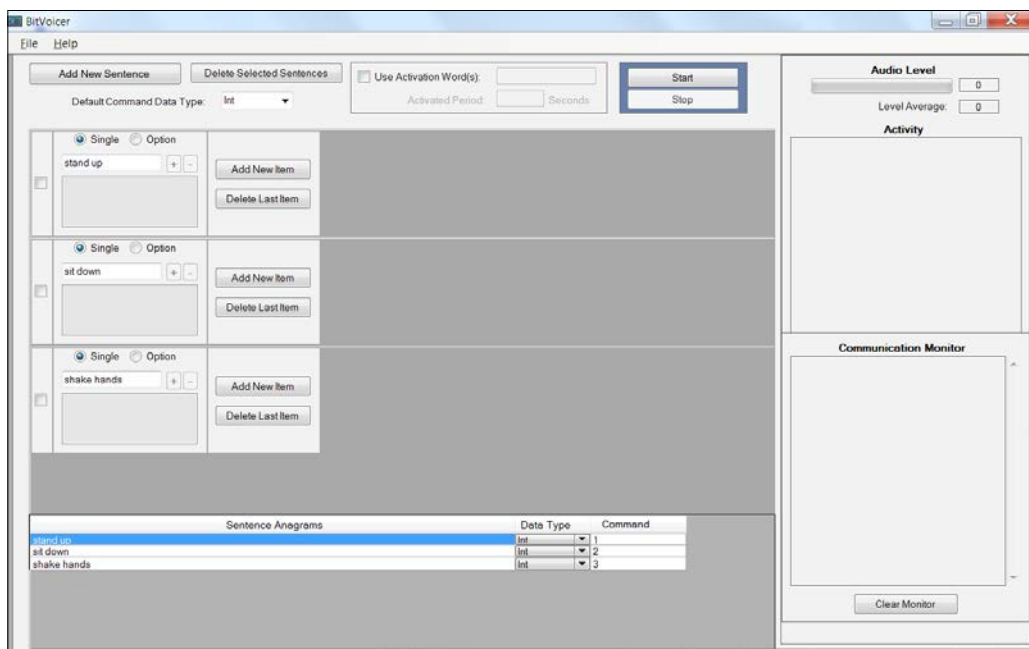 BitVoicer
File Help
Add New Sentence Delete Selected Sentences
Default Command Data Type: Int
Use Activation Word(s):
Activated Period: Seconds
Start
Stop
Audio Level
0
Level Average: 0
Activity
Single Option
stand up + -
Add New Item
Delete Last Item
Single Option
sit down + -
Add New Item
Delete Last Item
Single Option
shake hands + -
Add New Item
Delete Last Item
Communication Monitor
Sentence Anagrams Data Type Command
stand up Int 1
sit down Int 2
shake hands Int 3
Clear Monitor